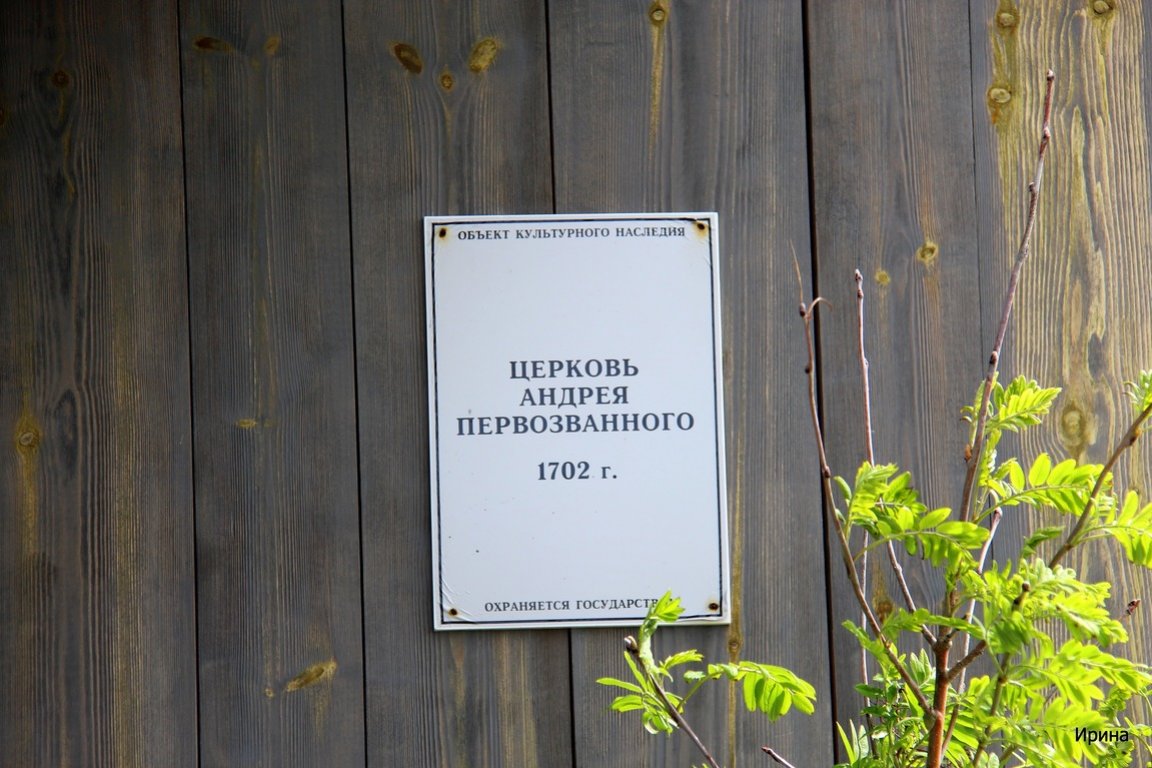 ОБЪЕКТ КУЛЬТУРНОГО НАСЛЕДИЯ
ЦЕРКОВЬ
АНДРЕЯ
ПЕРВОЗВАННОГО
1702 г.
ОХРАНЯЕТСЯ
Ирина